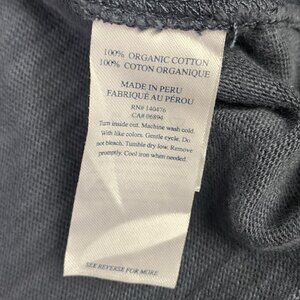 100% ORGANIC COTTON
100% COTON ORGANIQUE
MADE IN PERU
FABRIQUÉ AU PÉROU
RN# 140476
CA# 06894
Turn inside out. Machine wash cold.
With like colors. Gentle cycle. Do
not bleach. Tumble dry low. Remove
promptly. Cool iron when needed.
SEE REVERSE FOR MORE